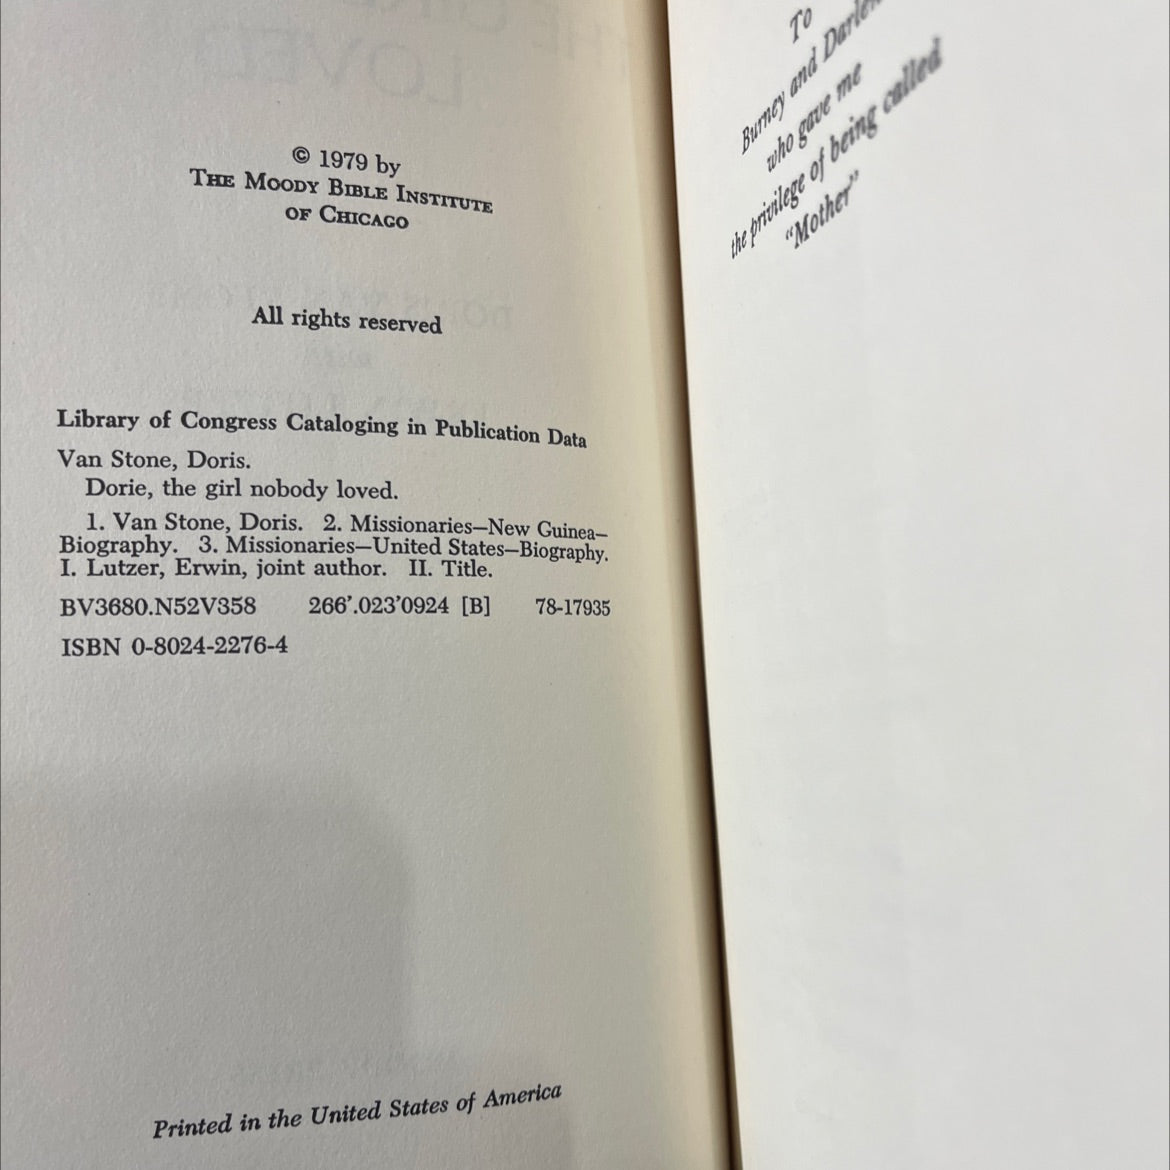 © 1979 by
THE MOODY BIBLE INSTITUTE
OF CHICAGO
All rights reserved
Library of Congress Cataloging in Publication Data
Van Stone, Doris.
Dorie, the girl nobody loved.
1. Van Stone, Doris. 2. Missionaries—New Guinea—
Biography. 3. Missionaries—United States—Biography.
I. Lutzer, Erwin, joint author. II. Title.
BV3680.N52V358 266'.023'0924 [B] 78-17935
ISBN 0-8024-2276-4
Printed in the United States of America
To
Burney and
who gave me
the privilege of being called
“Mother”